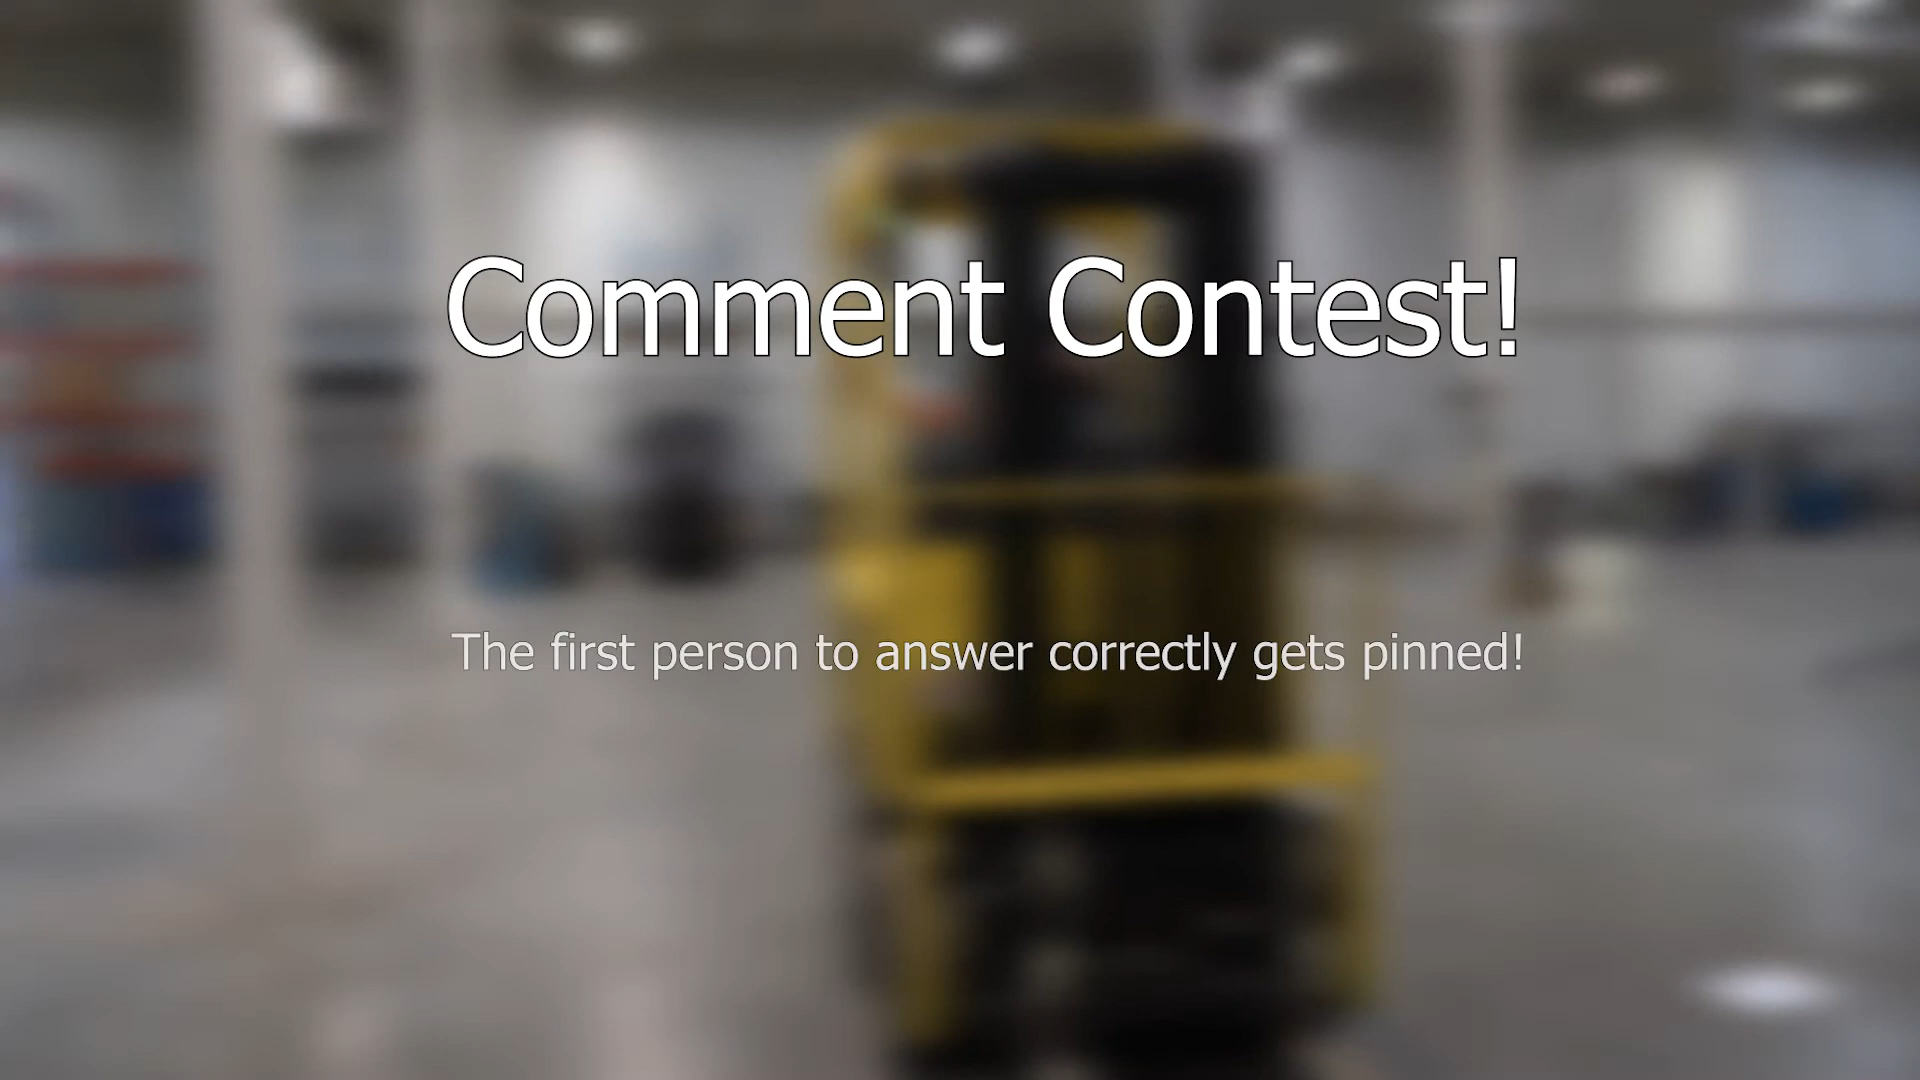 Comment Contest!
The first person to answer correctly gets pinned!